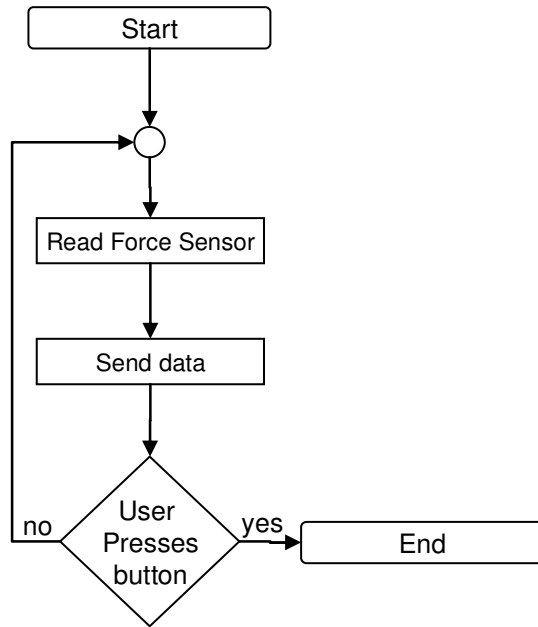 Start
Read Force Sensor
Send data
User
Presses
button
no
yes
End